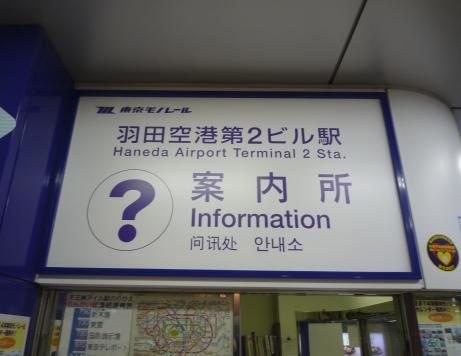 東京モノレール
羽田空港第2ビル駅
Haneda Airport Terminal 2 Sta.
?
案内所
Information
问讯处 안내소